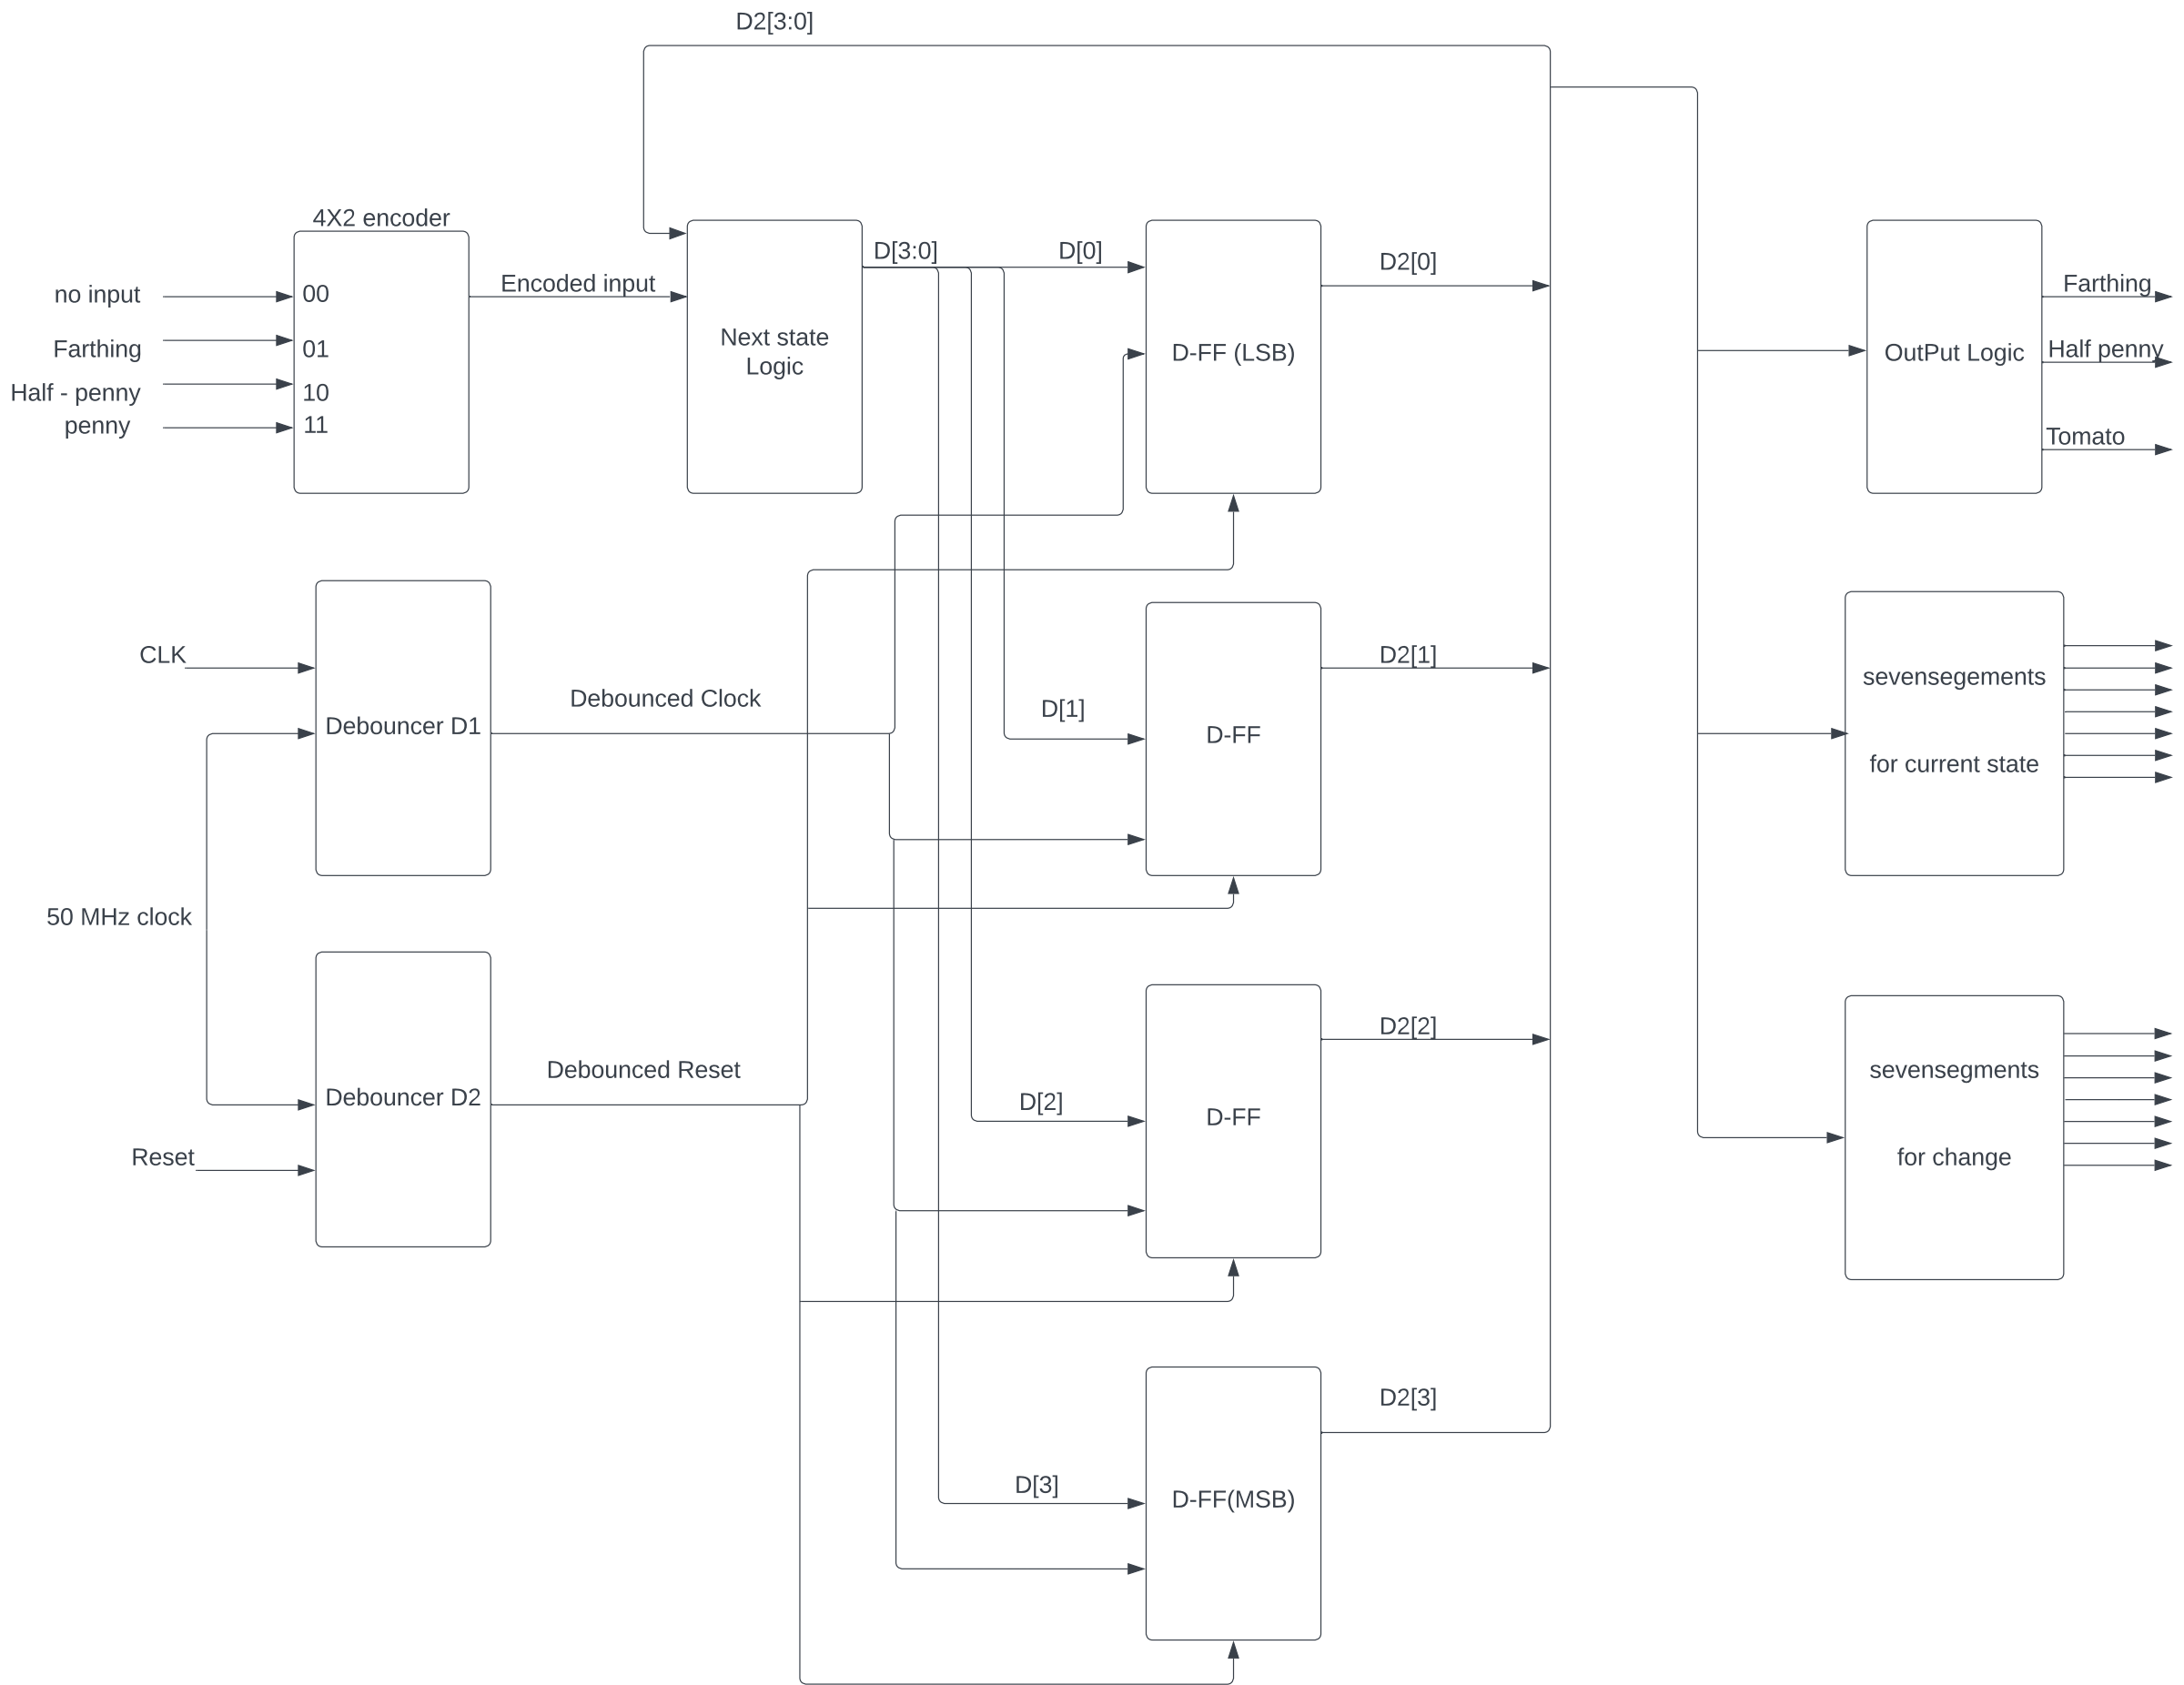 D2[3:0]
4X2 encoder
no input
00
Farthing
01
Half - penny
10
penny
11
Encoded input
Next state
Logic
D[3:0]
D[0]
D-FF (LSB)
D2[0]
OutPut Logic
Farthing
Half penny
Tomato
CLK
Debouncer D1
Debounced Clock
D[1]
D-FF
D2[1]
sevensegements
for current state
50 MHz clock
Debouncer D2
Reset
Debounced Reset
D[2]
D-FF
D2[2]
sevensegments
for change
D[3]
D-FF(MSB)
D2[3]